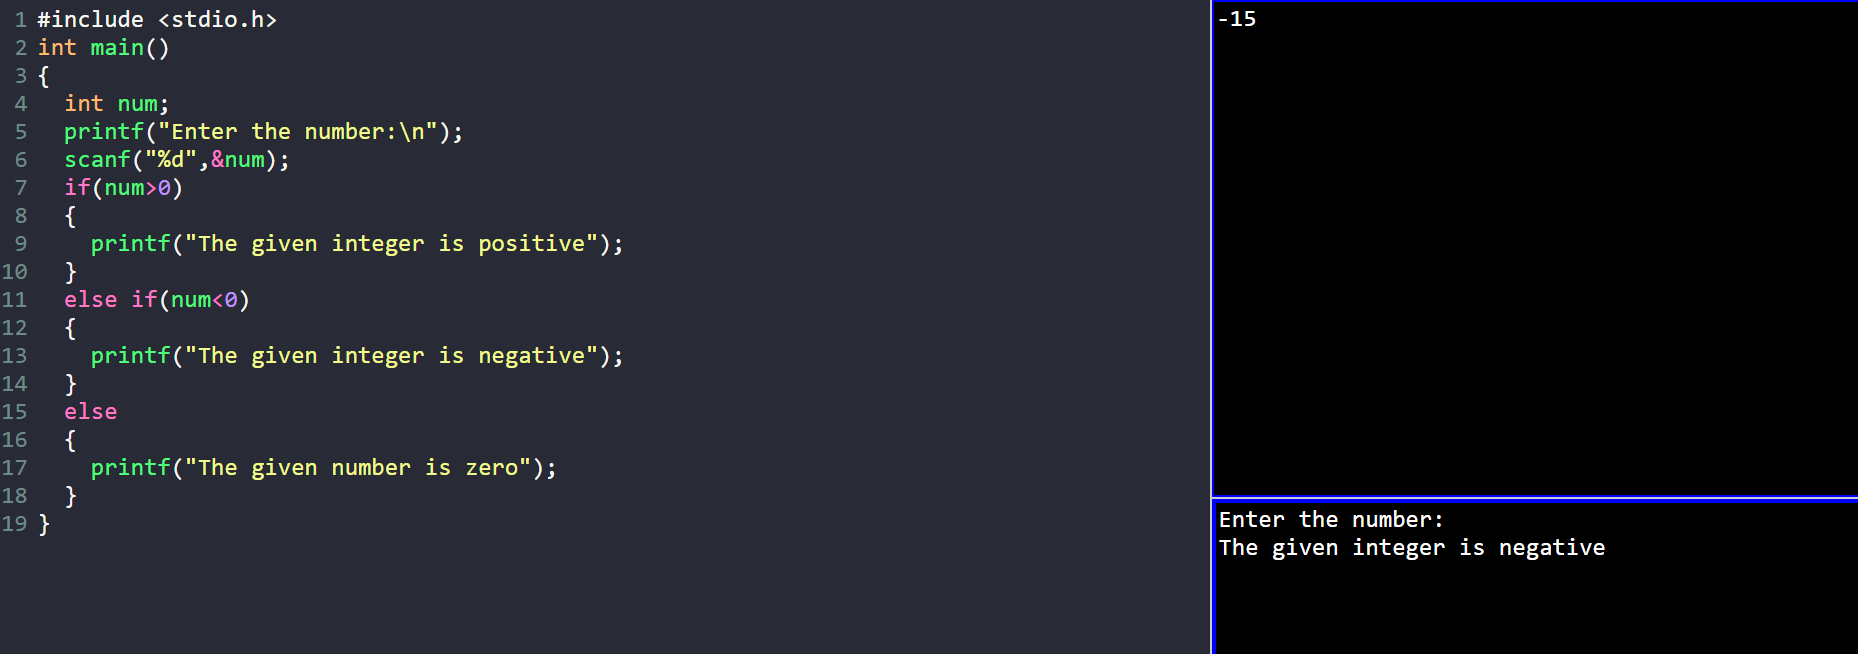 1 #include <stdio.h>
2 int main()
3 {
4   int num;
5   printf("Enter the number:\n");
6   scanf("%d",&num);
7   if(num>0)
8   {
9     printf("The given integer is positive");
10   }
11   else if(num<0)
12   {
13     printf("The given integer is negative");
14   }
15   else
16   {
17     printf("The given number is zero");
18   }
19 }
-15
Enter the number:
The given integer is negative